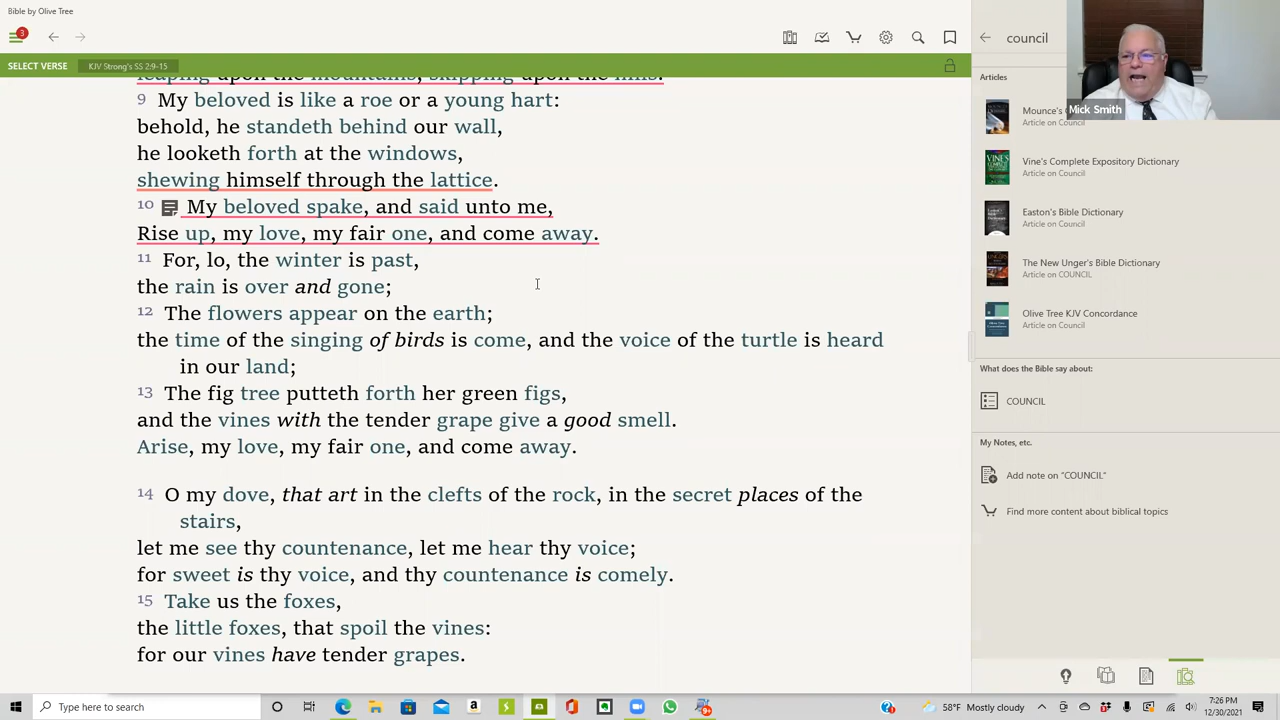 Bible by Olive Tree
3
council
SELECT VERSE
KJV Strong's SS 2:9-15
leaping upon the mountains, skipping upon the hills.
9 My beloved is like a roe or a young hart:
behold, he standeth behind our wall,
he looketh forth at the windows,
shewing himself through the lattice.
10 My beloved spake, and said unto me,
Rise up, my love, my fair one, and come away.
11 For, lo, the winter is past,
the rain is over and gone;
12 The flowers appear on the earth;
the time of the singing of birds is come, and the voice of the turtle is heard
in our land;
13 The fig tree putteth forth her green figs,
and the vines with the tender grape give a good smell.
Arise, my love, my fair one, and come away.
14 O my dove, that art in the clefts of the rock, in the secret places of the
stairs,
let me see thy countenance, let me hear thy voice;
for sweet is thy voice, and thy countenance is comely.
15 Take us the foxes,
the little foxes, that spoil the vines:
for our vines have tender grapes.
Articles
Mounce's
Article on Council
Mick Smith
Vine's Complete Expository Dictionary
Article on Council
Easton's Bible Dictionary
Article on Council
The New Unger's Bible Dictionary
Article on COUNCIL
Olive Tree KJV Concordance
Article on Council
What does the Bible say about:
COUNCIL
My Notes, etc.
Add note on "COUNCIL"
Find more content about biblical topics
Type here to search
58°F Mostly cloudy
7:26 PM
12/30/2021